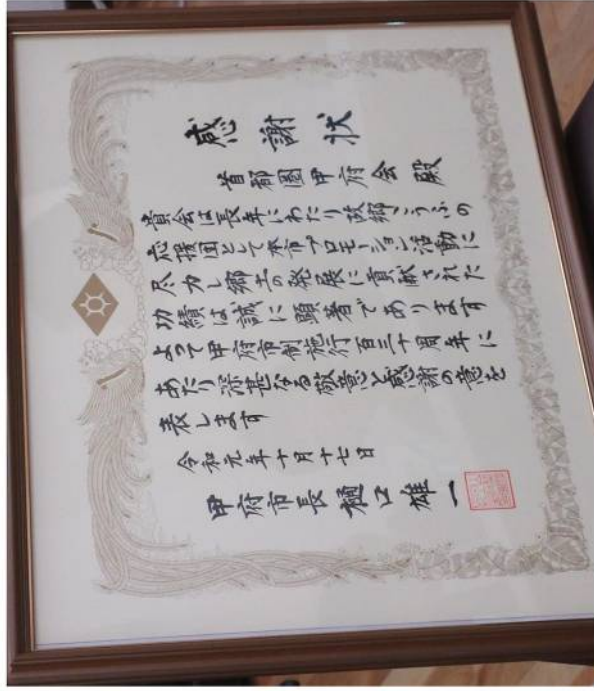 感謝状
首都圏甲府会殿
貴会は長年にわたり故郷こうふの
応援団として本市プロモーション活動に
尽力し郷土の発展に貢献された
功績は誠に顕著であります
よって甲府市制施行百三十周年に
あたり深甚なる敬意と感謝の意を
表します
令和元年十月十七日
甲府市長樋口雄一